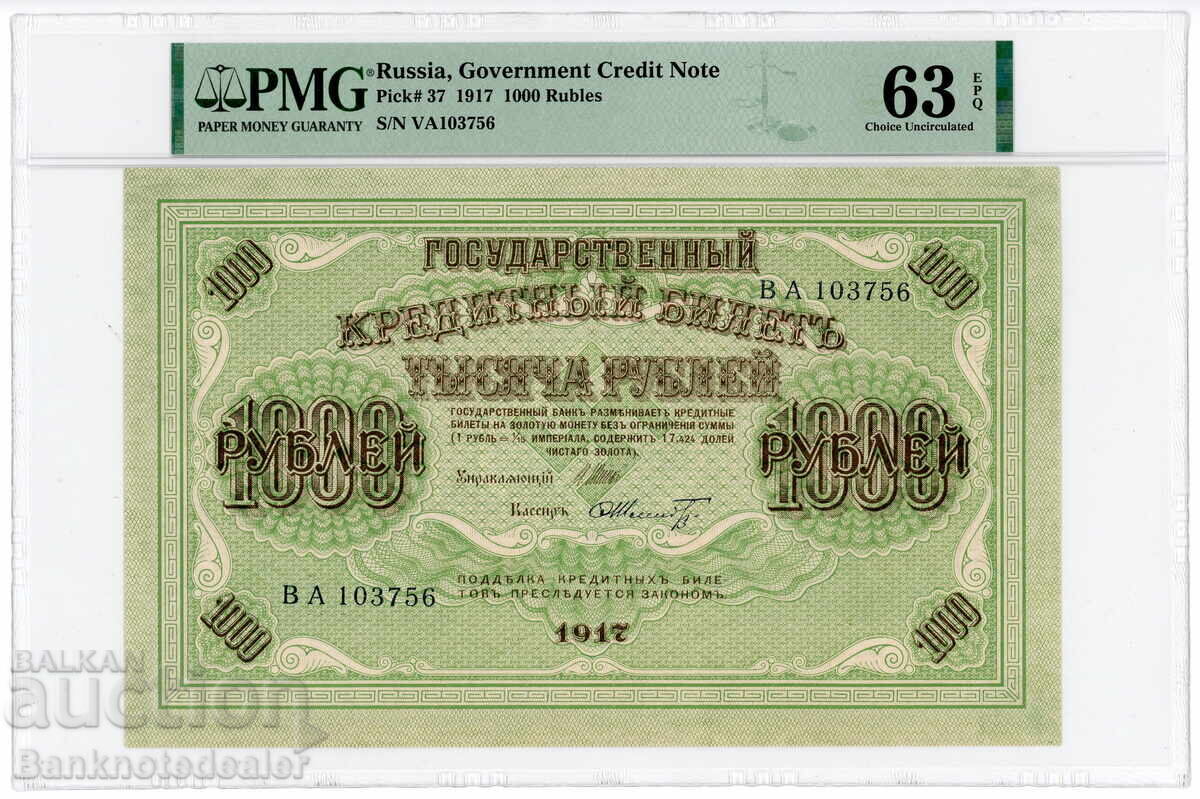 PMG®
PAPER MONEY GUARANTY
Russia, Government Credit Note
Pick# 37 1917 1000 Rubles
S/N VA103756
63 EPQ
Choice Uncirculated
1000
1000
ГОСУДАРСТВЕННЫЙ
ВА 103756
КРЕДИТНЫЙ БИЛЕТЪ
ТЫСЯЧА РУБЛЕЙ
ГОСУДАРСТВЕННЫЙ БАНКЪ РАЗМѢНИВАЕТЪ КРЕДИТНЫЕ
БИЛЕТЫ НА ЗОЛОТУЮ МОНЕТУ БЕЗЪ ОГРАНИЧЕНІЯ СУММЫ
(1 РУБЛЬ = 1/15 ИМПЕРІАЛА, СОДЕРЖИТЪ 17,424 ДОЛЕЙ
ЧИСТАГО ЗОЛОТА).
1000
РУБЛЕЙ
1000
РУБЛЕЙ
Управляющій
Кассиръ
ПОДДѢЛКА КРЕДИТНЫХЪ БИЛЕ
ТОВЪ ПРЕСЛѢДУЕТСЯ ЗАКОНОМЪ.
ВА 103756
1917
1000
1000
BALKAN
auction
Banknotedealer